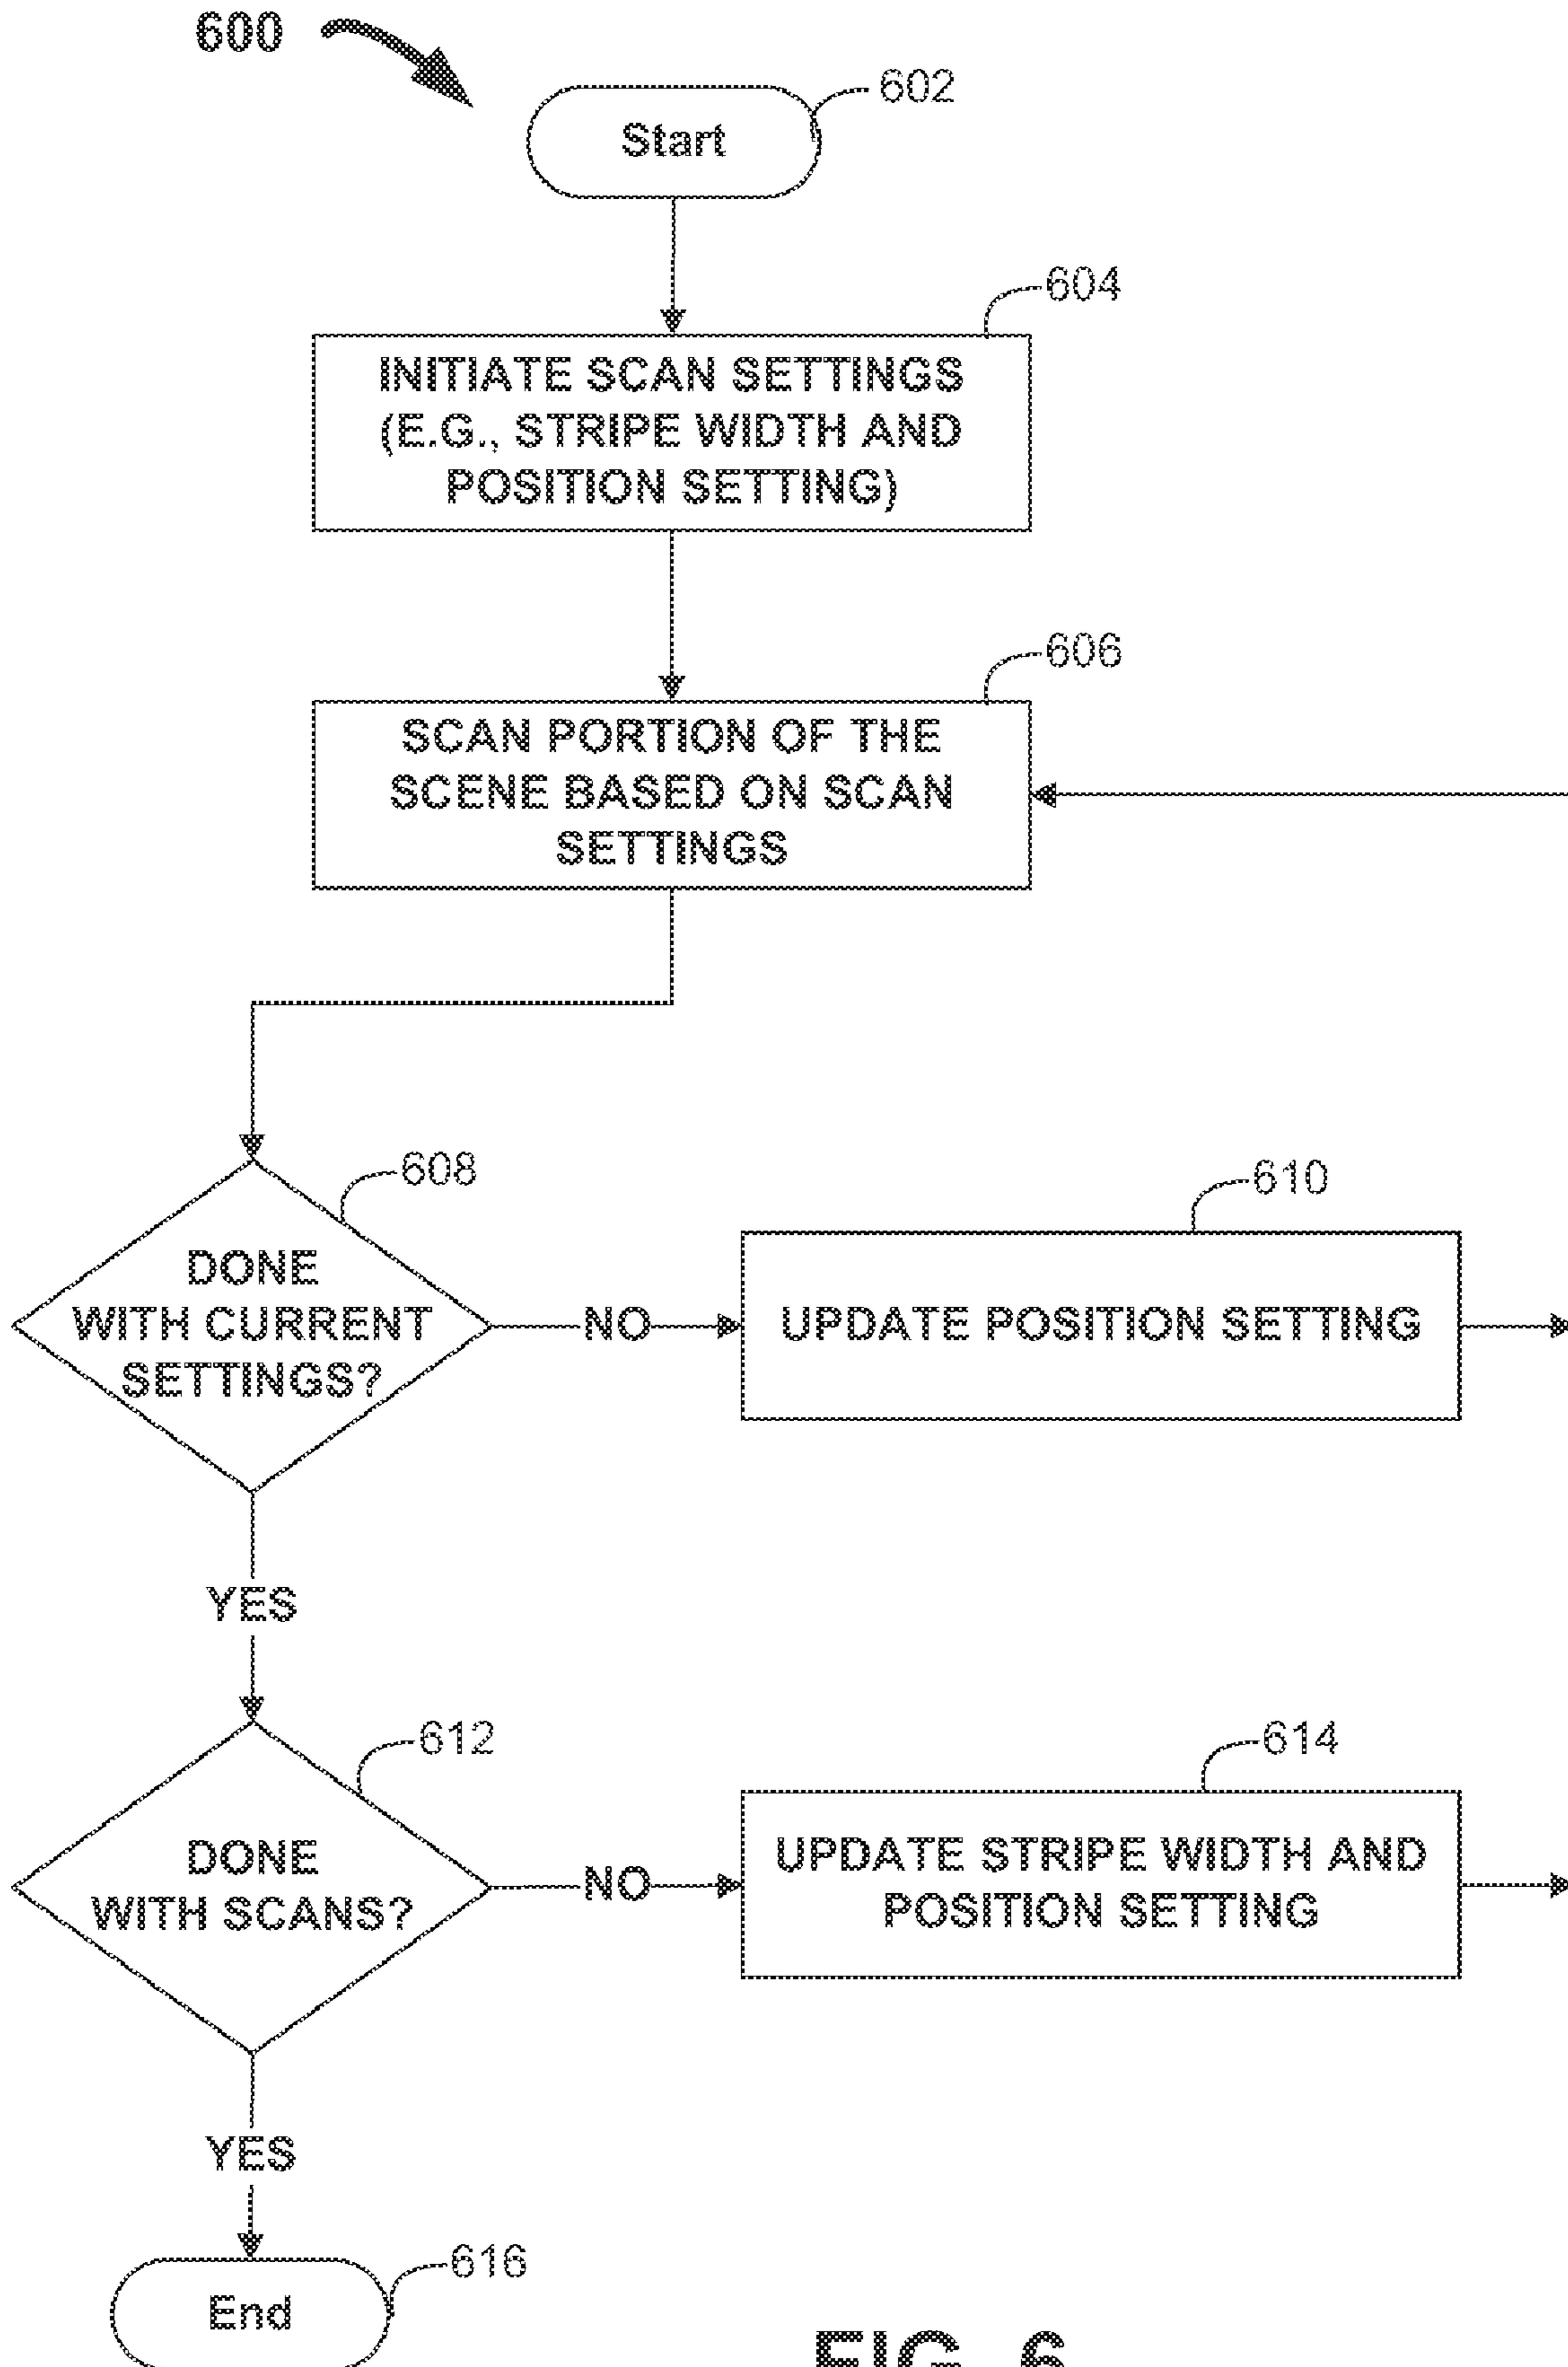 600
602
Start
604
INITIATE SCAN SETTINGS
(E.G., STRIPE WIDTH AND
POSITION SETTING)
606
SCAN PORTION OF THE
SCENE BASED ON SCAN
SETTINGS
608
DONE
WITH CURRENT
SETTINGS?
NO
610
UPDATE POSITION SETTING
YES
612
DONE
WITH SCANS?
NO
614
UPDATE STRIPE WIDTH AND
POSITION SETTING
YES
616
End
FIG. 6